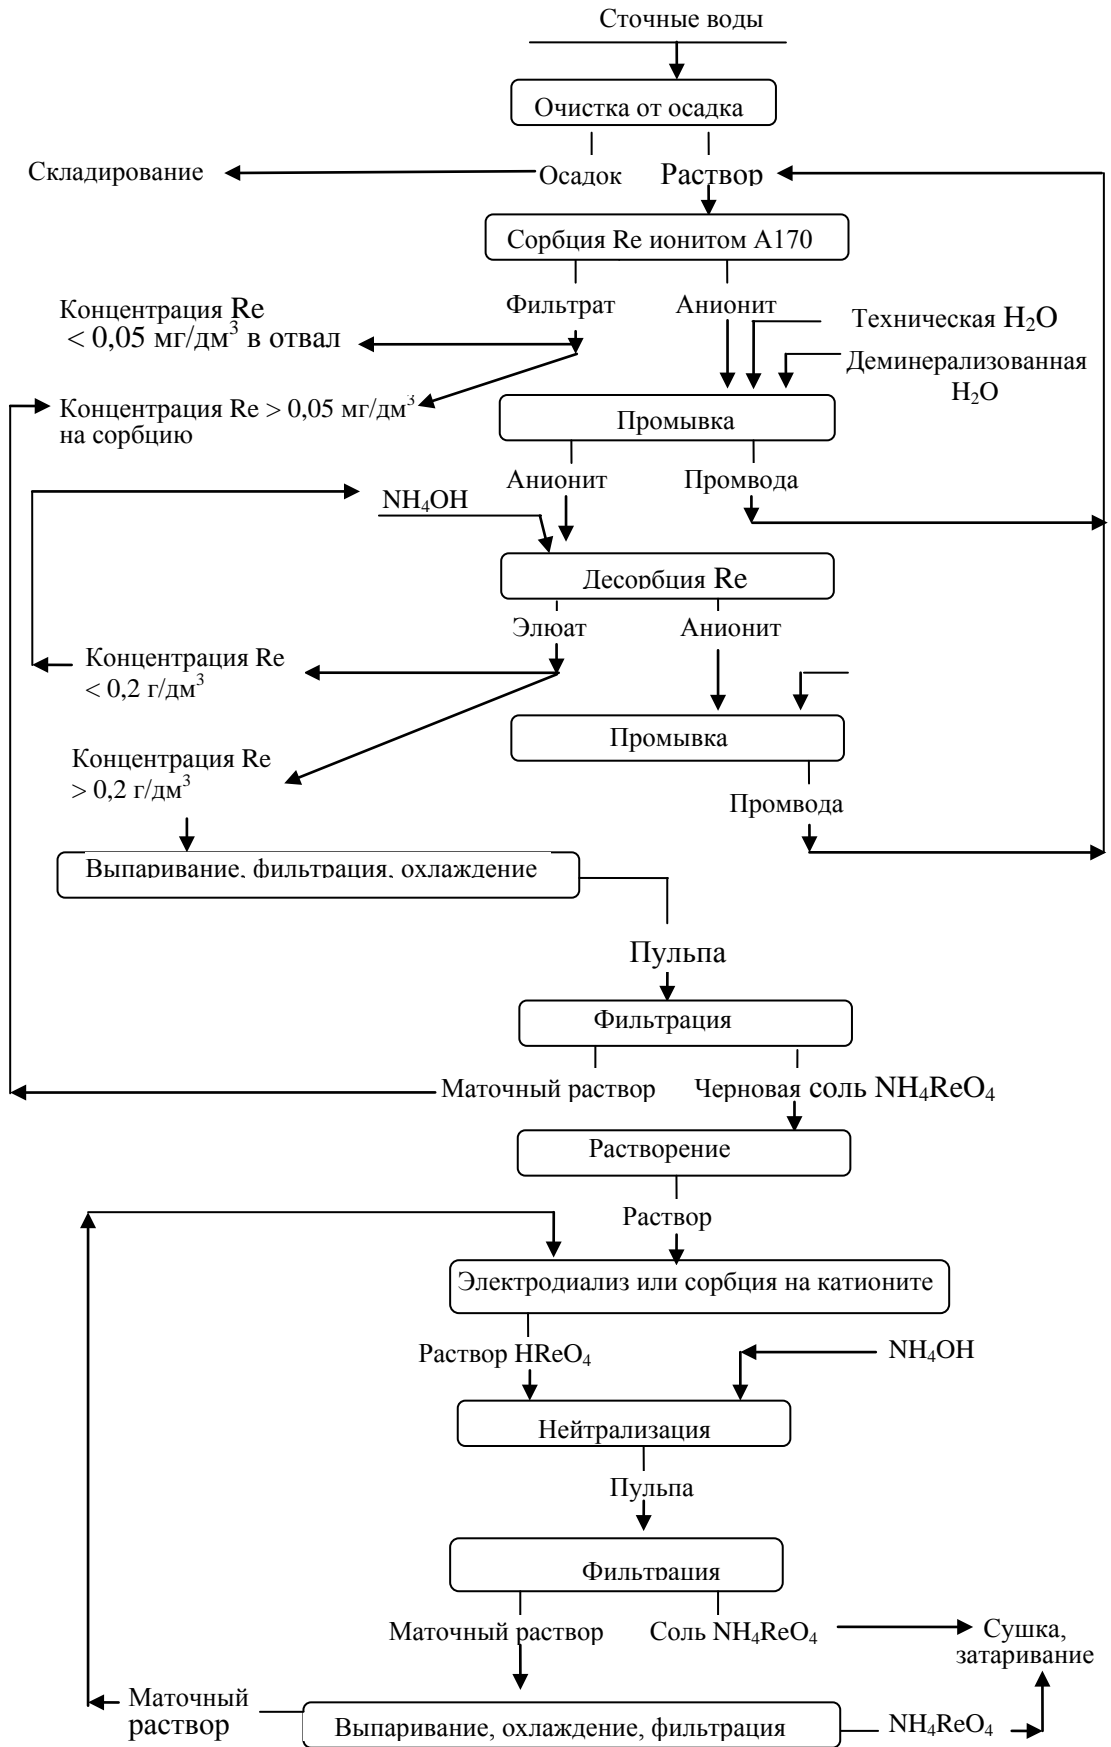 Сточные воды
Очистка от осадка
Складирование
Осадок
Раствор
Сорбция Re ионитом А170
Фильтрат
Анионит
Концентрация Re
< 0,05 мг/дм³ в отвал
Техническая H₂O
Деминерализованная
H₂O
Концентрация Re > 0,05 мг/дм³
на сорбцию
Промывка
Анионит
Промвода
NH₄OH
Десорбция Re
Элюат
Анионит
Концентрация Re
< 0,2 г/дм³
Промывка
Концентрация Re
> 0,2 г/дм³
Промвода
Выпаривание, фильтрация, охлаждение
Пульпа
Фильтрация
Маточный раствор
Черновая соль NH₄ReO₄
Растворение
Раствор
Электродиализ или сорбция на катионите
Раствор HReO₄
NH₄OH
Нейтрализация
Пульпа
Фильтрация
Маточный раствор
Соль NH₄ReO₄
Сушка,
затаривание
Маточный
раствор
Выпаривание, охлаждение, фильтрация
NH₄ReO₄